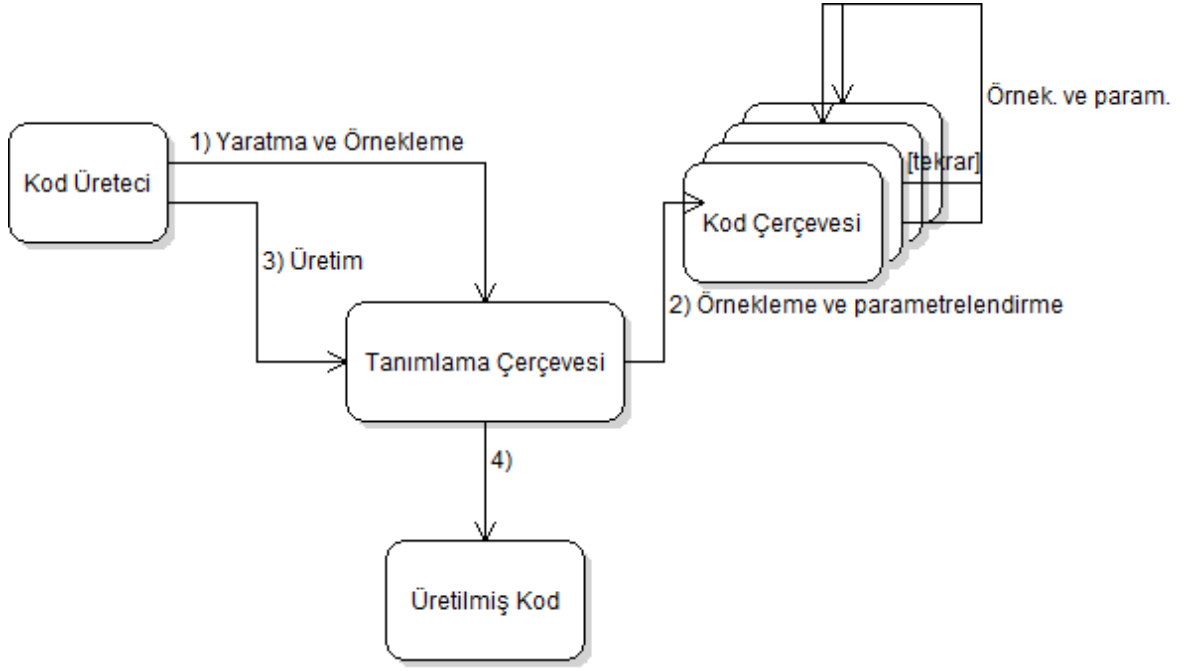 Örnek. ve param.
1) Yaratma ve Örnekleme
[tekrar]
Kod Üreteci
Kod Çerçevesi
3) Üretim
2) Örnekleme ve parametrelendirme
Tanımlama Çerçevesi
4)
Üretilmiş Kod